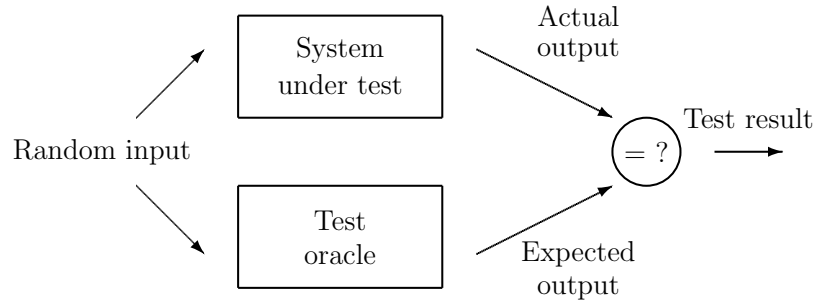 Actual
output
System
under test
Test result
Random input
= ?
Test
oracle
Expected
output